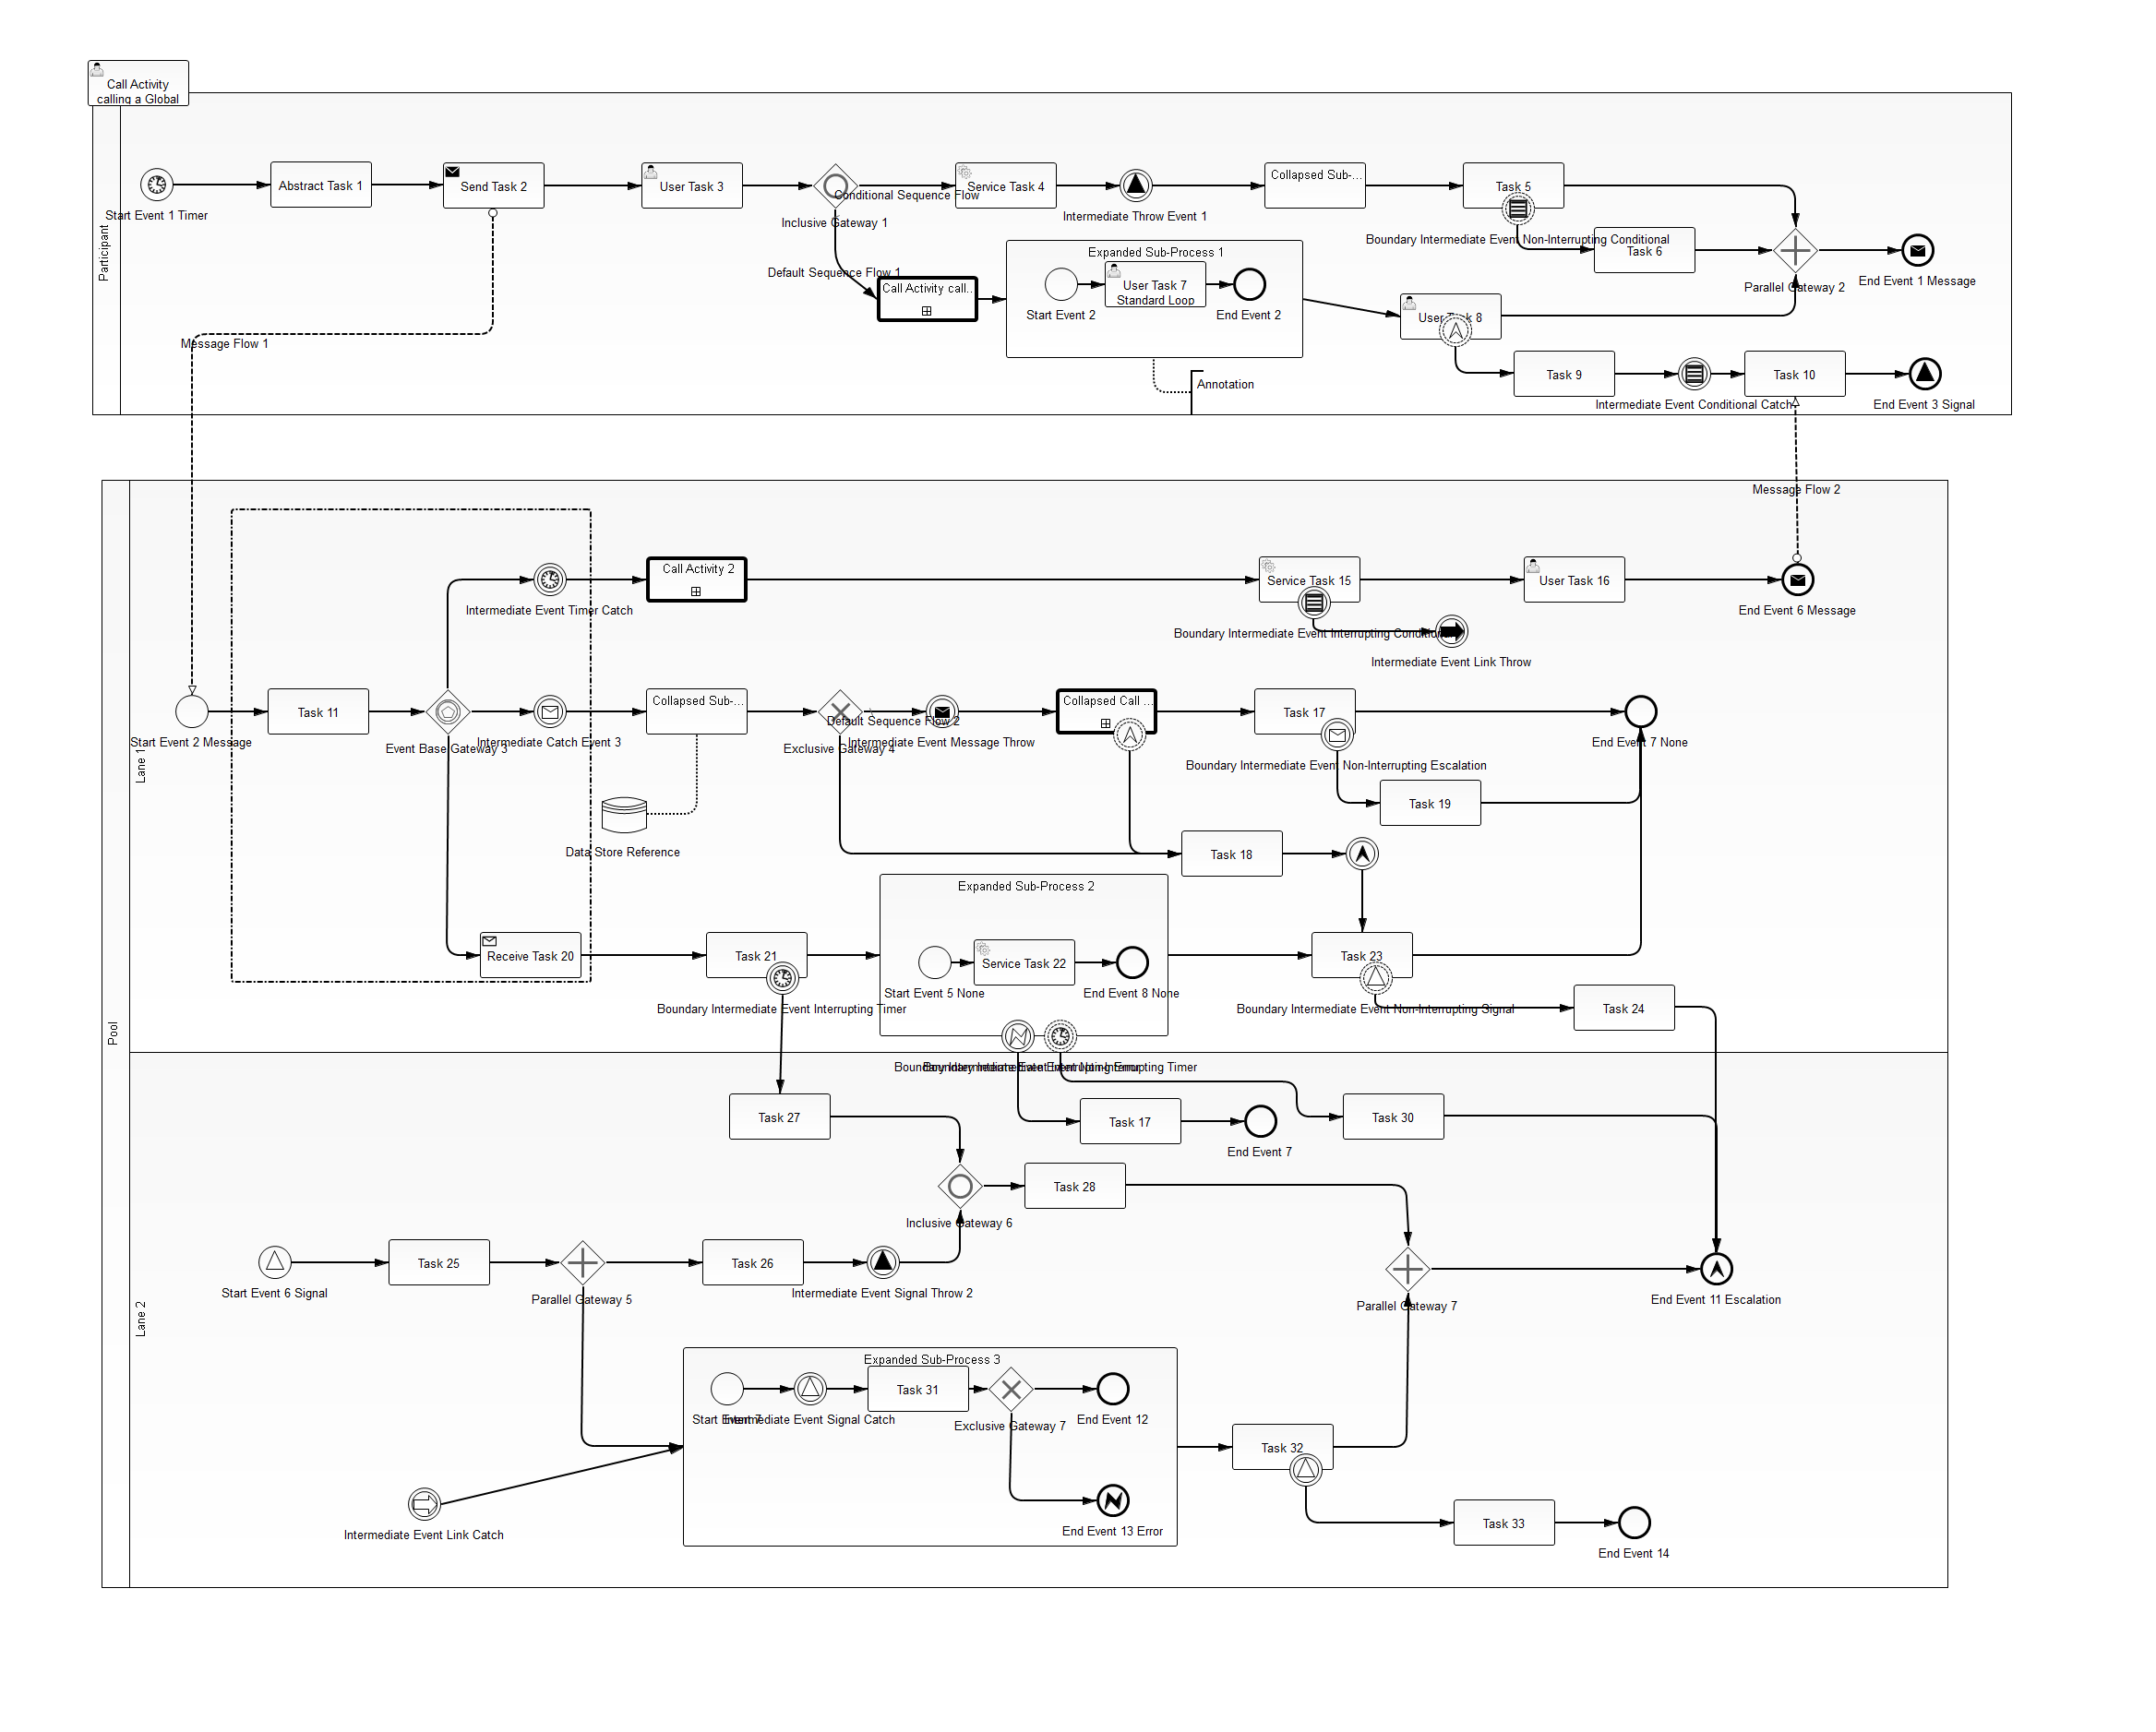 Call Activity
calling a Global
Participant
Abstract Task 1
Send Task 2
User Task 3
Conditional Sequence Flow
Service Task 4
Collapsed Sub-...
Task 5
Start Event 1 Timer
Inclusive Gateway 1
Intermediate Throw Event 1
Boundary Intermediate Event Non-Interrupting Conditional
Task 6
Expanded Sub-Process 1
Default Sequence Flow 1
Call Activity call...
User Task 7
Standard Loop
Start Event 2
End Event 2
Parallel Gateway 2
End Event 1 Message
User Task 8
Message Flow 1
Annotation
Task 9
Task 10
Intermediate Event Conditional Catch
End Event 3 Signal
Message Flow 2
Pool
Lane 1
Call Activity 2
Service Task 15
User Task 16
Intermediate Event Timer Catch
End Event 6 Message
Boundary Intermediate Event Interrupting
Intermediate Event Link Throw
Task 11
Collapsed Sub-...
Default Sequence Flow 2
Collapsed Call ...
Task 17
Start Event 2 Message
Event Base Gateway 3
Intermediate Catch Event 3
Exclusive Gateway 4
Intermediate Event Message Throw
End Event 7 None
Boundary Intermediate Event Non-Interrupting Escalation
Task 19
Data Store Reference
Task 18
Expanded Sub-Process 2
Receive Task 20
Task 21
Service Task 22
Task 23
Start Event 5 None
End Event 8 None
Boundary Intermediate Event Interrupting Timer
Boundary Intermediate Event Non-Interrupting Signal
Task 24
Lane 2
Interrupting Timer
Task 27
Task 17
Task 30
End Event 7
Task 28
Inclusive Gateway 6
Task 25
Task 26
Start Event 6 Signal
Parallel Gateway 5
Intermediate Event Signal Throw 2
Parallel Gateway 7
End Event 11 Escalation
Expanded Sub-Process 3
Task 31
Start Event 7
Intermediate Event Signal Catch
Exclusive Gateway 7
End Event 12
Task 32
Intermediate Event Link Catch
End Event 13 Error
Task 33
End Event 14